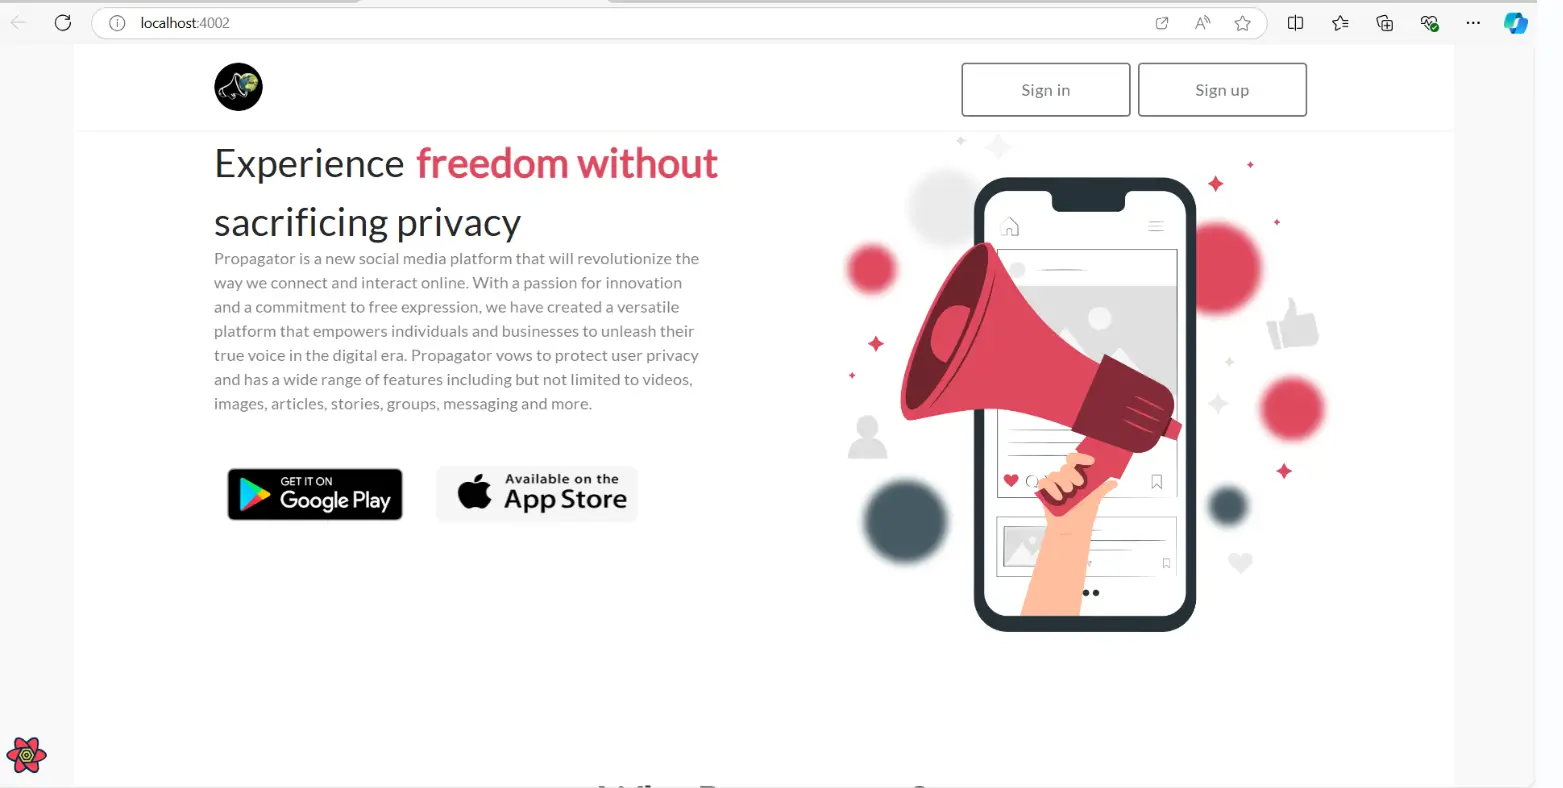 localhost:4002
Sign in
Sign up
Experience freedom without
sacrificing privacy
Propagator is a new social media platform that will revolutionize the
way we connect and interact online. With a passion for innovation
and a commitment to free expression, we have created a versatile
platform that empowers individuals and businesses to unleash their
true voice in the digital era. Propagator vows to protect user privacy
and has a wide range of features including but not limited to videos,
images, articles, stories, groups, messaging and more.
GET IT ON
Google Play
Available on the
App Store